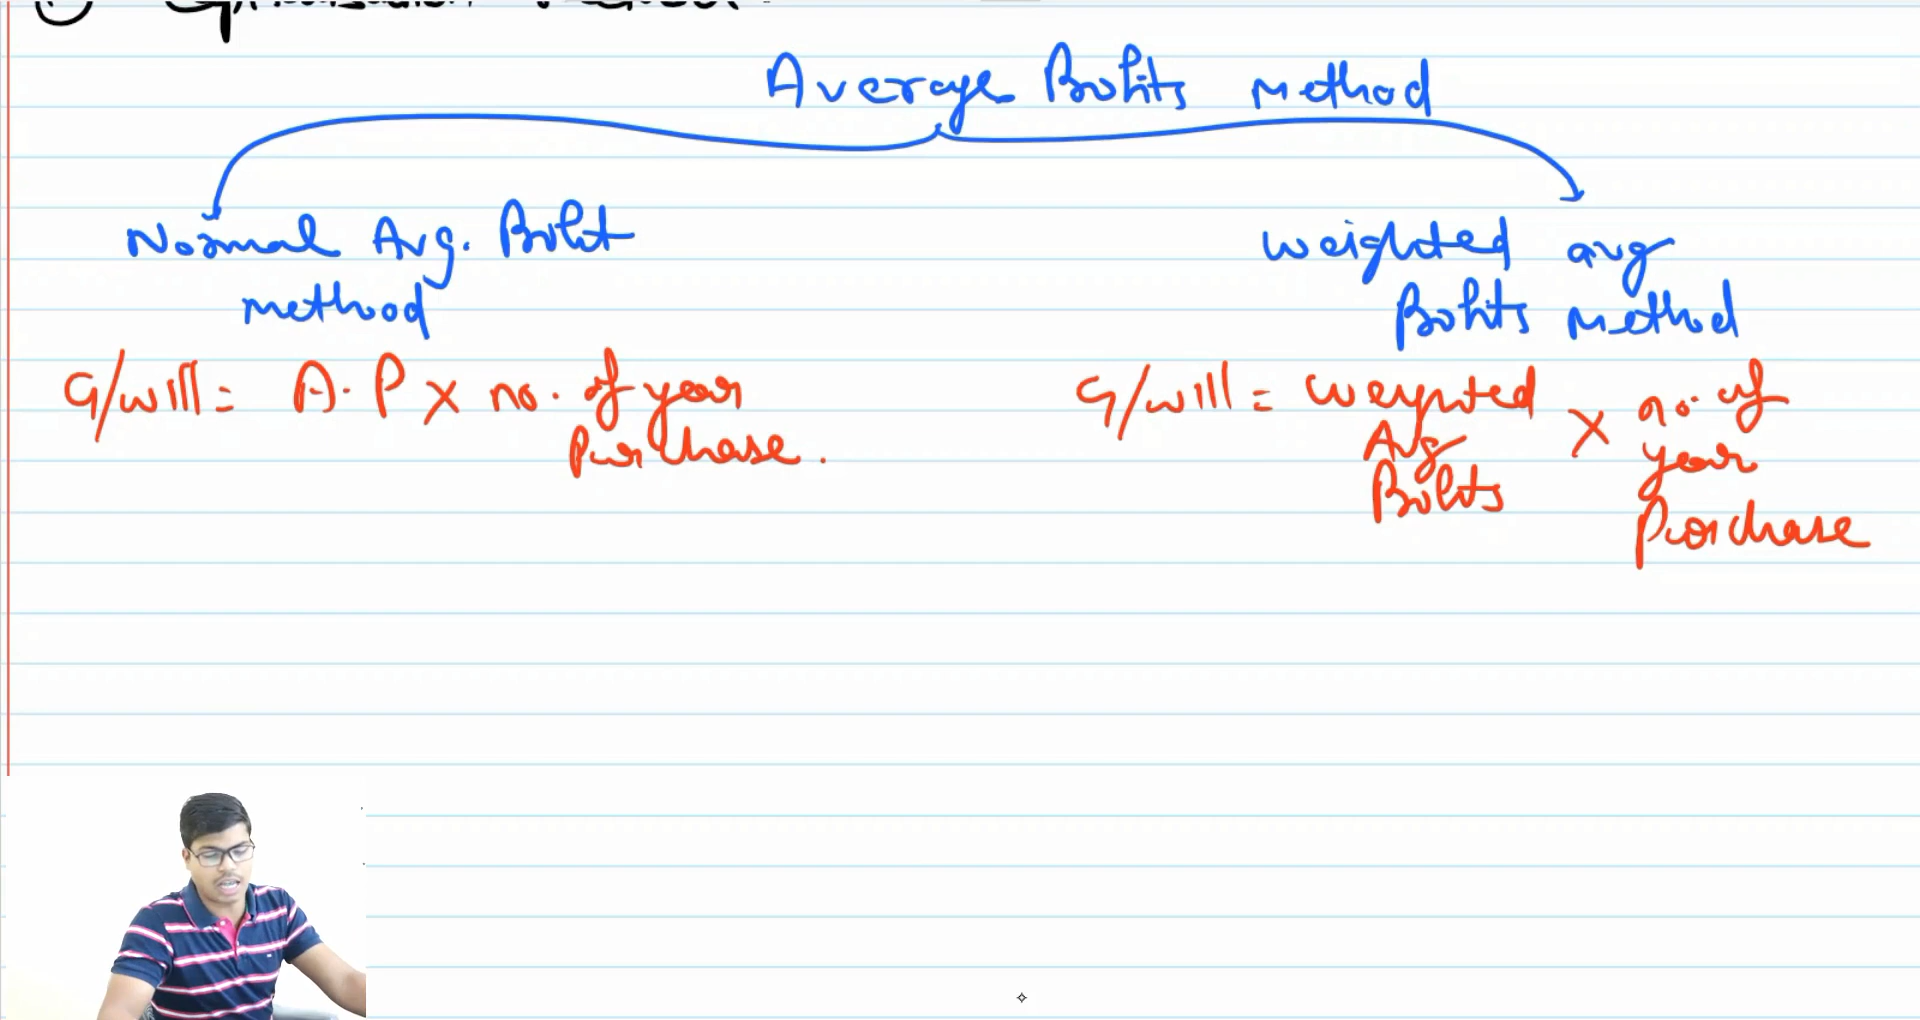 Average Profits Method
Normal Avg. Profit
method
G/will = A.P X no. of year
Purchase.
Weighted avg
Profits Method
G/will = Weighted
Avg
Profits
X no. of
year
Purchase